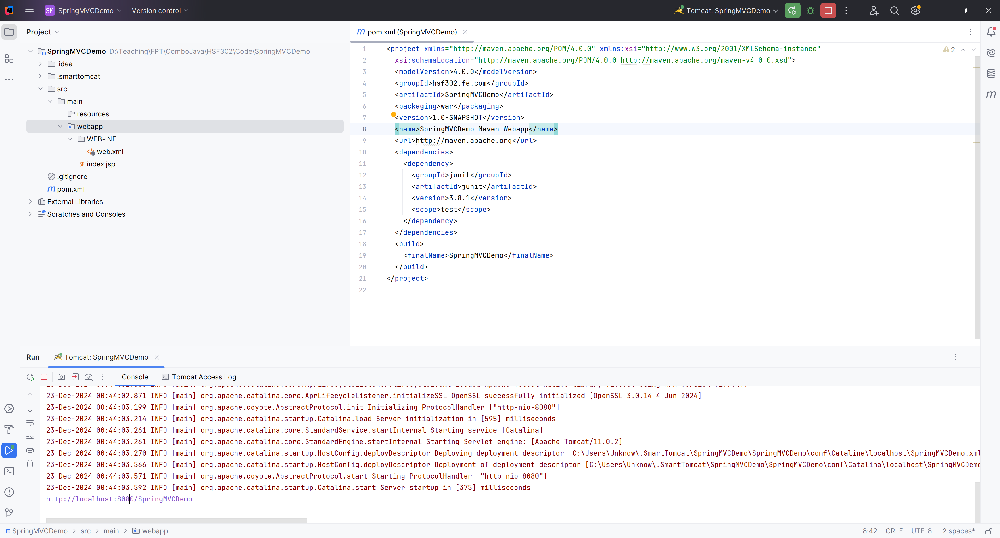 SM SpringMVCDemo Version control Tomcat: SpringMVCDemo
Project
SpringMVCDemo D:\Teaching\FPT\ComboJava\HSF302\Code\SpringMVCDemo
.idea
.smarttomcat
src
main
resources
webapp
WEB-INF
web.xml
JSP index.jsp
.gitignore
m pom.xml
External Libraries
Scratches and Consoles
m pom.xml (SpringMVCDemo)
2
1 <project xmlns="http://maven.apache.org/POM/4.0.0" xmlns:xsi="http://www.w3.org/2001/XMLSchema-instance"
2 xsi:schemaLocation="http://maven.apache.org/POM/4.0.0 http://maven.apache.org/maven-v4_0_0.xsd">
3 <modelVersion>4.0.0</modelVersion>
4 <groupId>hsf302.fe.com</groupId>
5 <artifactId>SpringMVCDemo</artifactId>
6 <packaging>war</packaging>
7 <version>1.0-SNAPSHOT</version>
8 <name>SpringMVCDemo Maven Webapp</name>
9 <url>http://maven.apache.org</url>
10 <dependencies>
11 <dependency>
12 <groupId>junit</groupId>
13 <artifactId>junit</artifactId>
14 <version>3.8.1</version>
15 <scope>test</scope>
16 </dependency>
17 </dependencies>
18 <build>
19 <finalName>SpringMVCDemo</finalName>
20 </build>
21 </project>
22
m
Run Tomcat: SpringMVCDemo
Console Tomcat Access Log
23-Dec-2024 00:44:02.871 INFO [main] org.apache.catalina.core.AprLifecycleListener.initializeSSL OpenSSL successfully initialized [OpenSSL 3.0.14 4 Jun 2024]
23-Dec-2024 00:44:03.199 INFO [main] org.apache.coyote.AbstractProtocol.init Initializing ProtocolHandler ["http-nio-8080"]
23-Dec-2024 00:44:03.214 INFO [main] org.apache.catalina.startup.Catalina.load Server initialization in [595] milliseconds
23-Dec-2024 00:44:03.261 INFO [main] org.apache.catalina.core.StandardService.startInternal Starting service [Catalina]
23-Dec-2024 00:44:03.261 INFO [main] org.apache.catalina.core.StandardEngine.startInternal Starting Servlet engine: [Apache Tomcat/11.0.2]
23-Dec-2024 00:44:03.270 INFO [main] org.apache.catalina.startup.HostConfig.deployDescriptor Deploying deployment descriptor [C:\Users\Unknow\.SmartTomcat\SpringMVCDemo\SpringMVCDemo\conf\Catalina\localhost\SpringMVCDemo.xml
23-Dec-2024 00:44:03.566 INFO [main] org.apache.catalina.startup.HostConfig.deployDescriptor Deployment of deployment descriptor [C:\Users\Unknow\.SmartTomcat\SpringMVCDemo\SpringMVCDemo\conf\Catalina\localhost\SpringMVCDemo
23-Dec-2024 00:44:03.571 INFO [main] org.apache.coyote.AbstractProtocol.start Starting ProtocolHandler ["http-nio-8080"]
23-Dec-2024 00:44:03.592 INFO [main] org.apache.catalina.startup.Catalina.start Server startup in [375] milliseconds
http://localhost:8080/SpringMVCDemo
SpringMVCDemo > src > main > webapp 8:42 CRLF UTF-8 2 spaces*